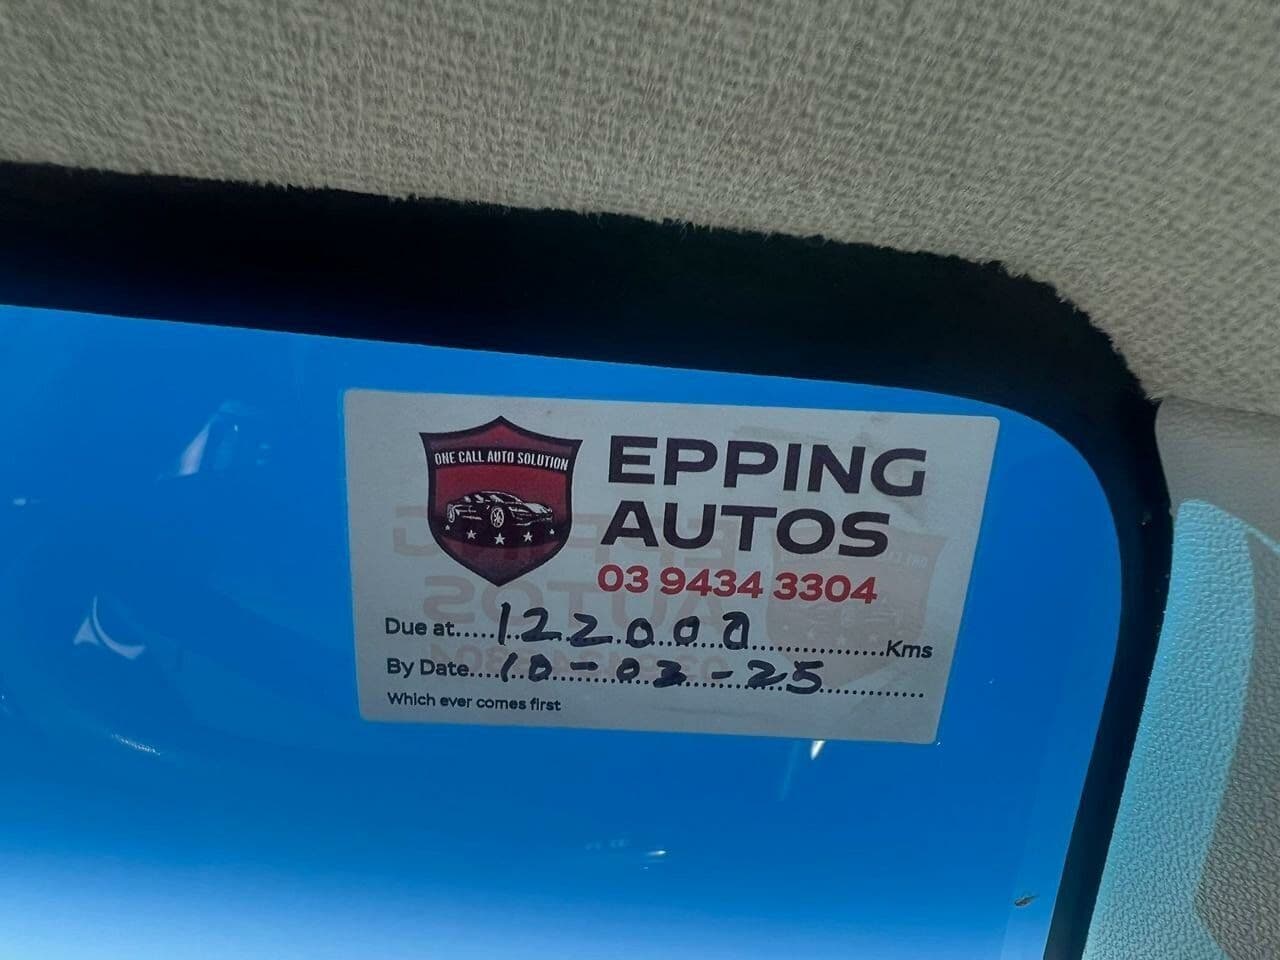 ONE CALL AUTO SOLUTION
EPPING
AUTOS
03 9434 3304
Due at.....122000................Kms
By Date....10-02-25...............
Which ever comes first